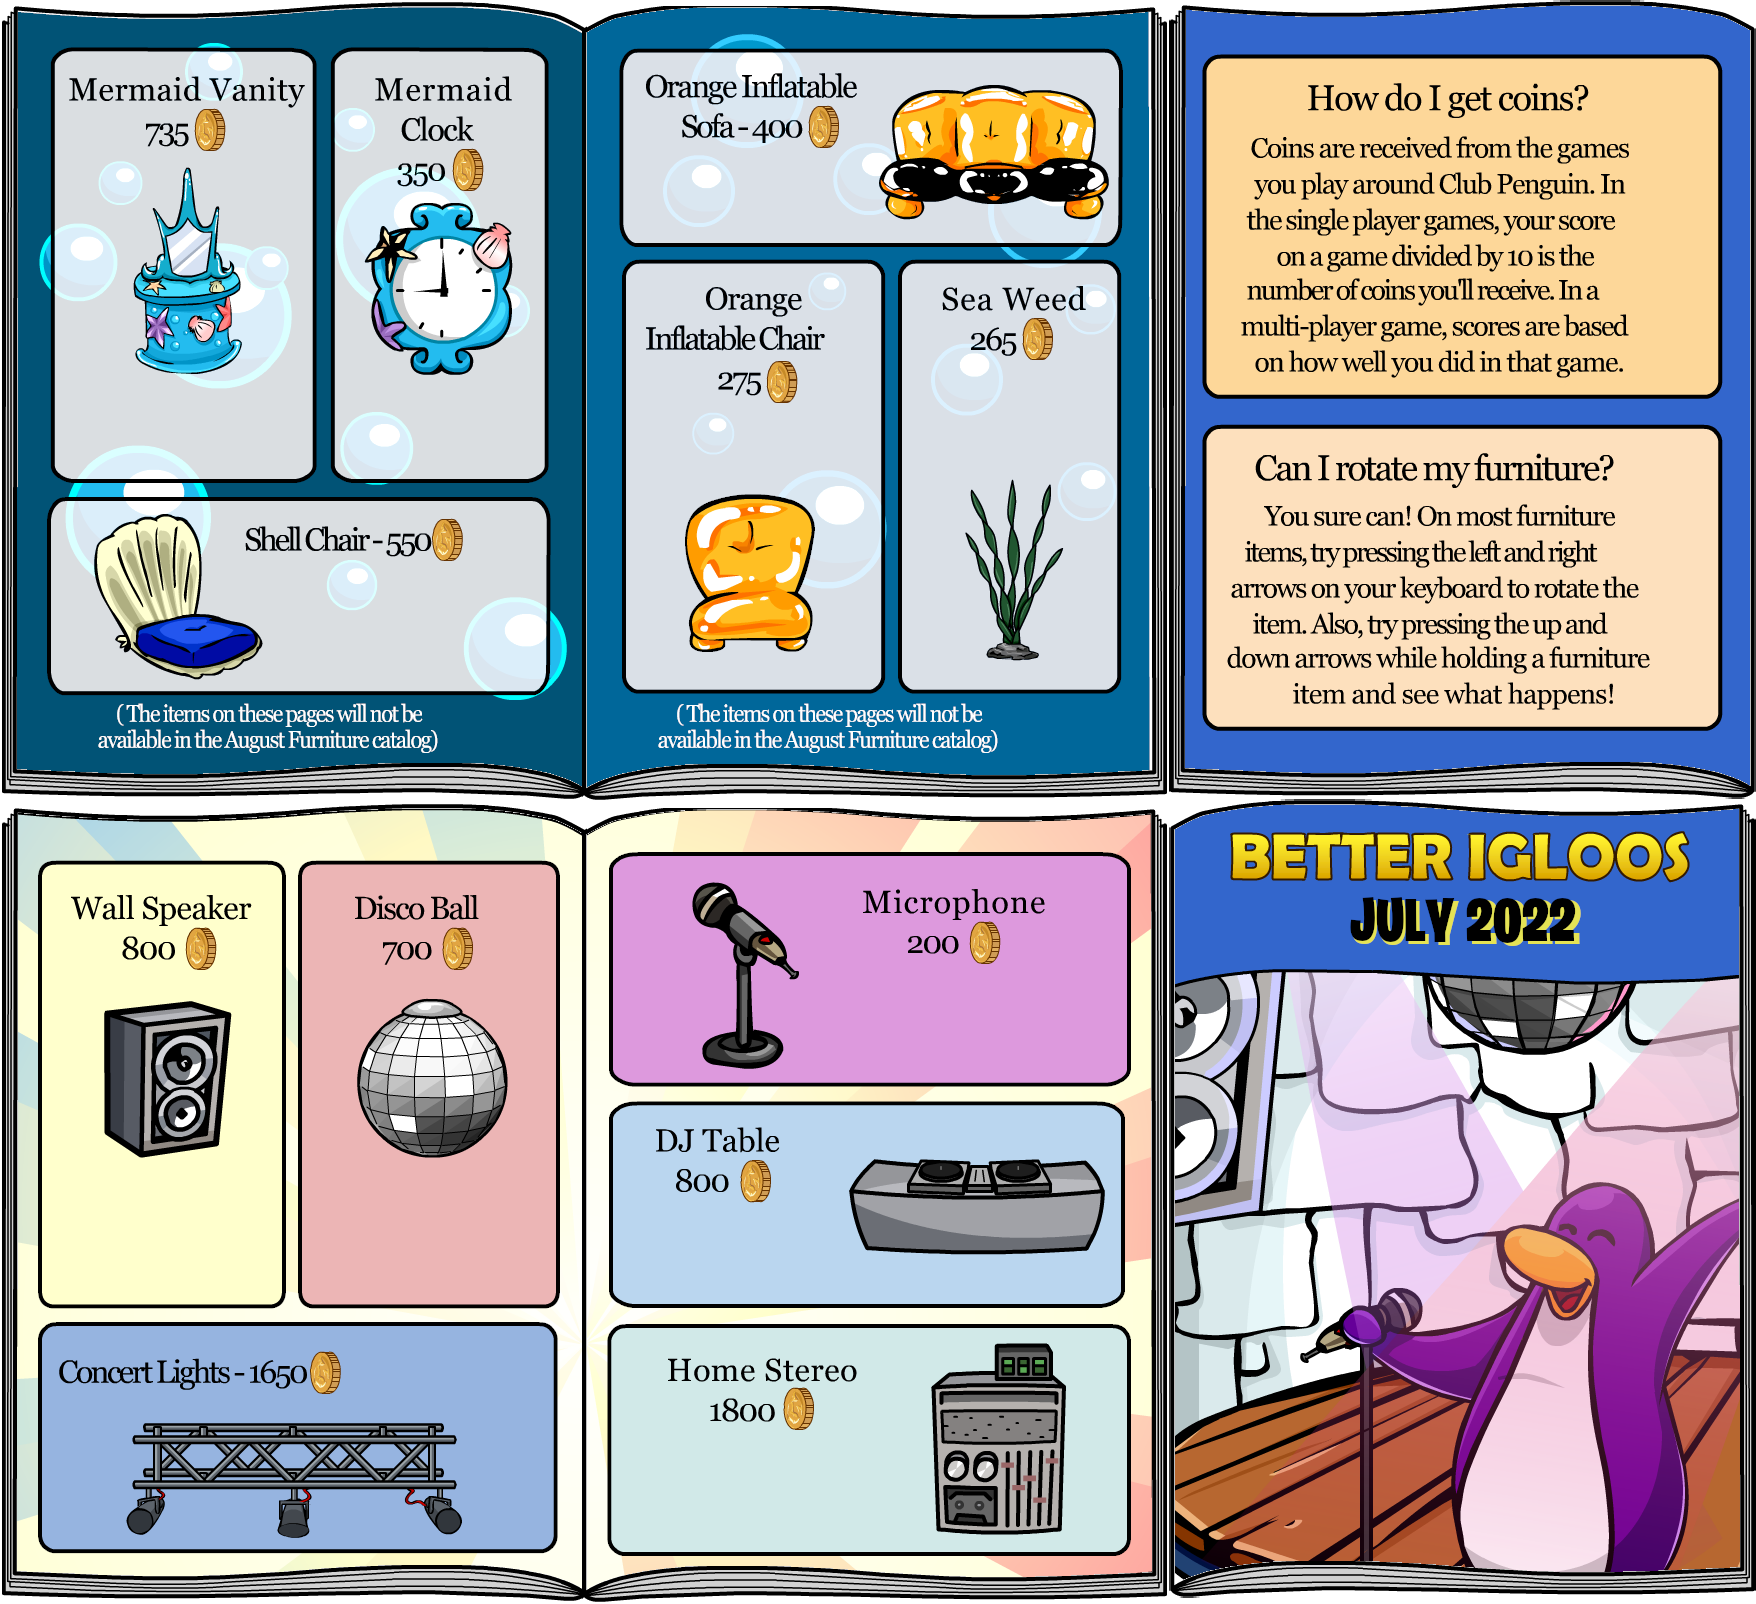 Mermaid Vanity
735
Mermaid
Clock
350
Shell Chair - 550
( The items on these pages will not be
available in the August Furniture catalog)
Orange Inflatable
Sofa - 400
Orange
Inflatable Chair
275
Sea Weed
265
( The items on these pages will not be
available in the August Furniture catalog)
How do I get coins?
Coins are received from the games
you play around Club Penguin. In
the single player games, your score
on a game divided by 10 is the
number of coins you'll receive. In a
multi-player game, scores are based
on how well you did in that game.
Can I rotate my furniture?
You sure can! On most furniture
items, try pressing the left and right
arrows on your keyboard to rotate the
item. Also, try pressing the up and
down arrows while holding a furniture
item and see what happens!
Wall Speaker
800
Disco Ball
700
Concert Lights - 1650
Microphone
200
DJ Table
800
Home Stereo
1800
BETTER IGLOOS
JULY 2022